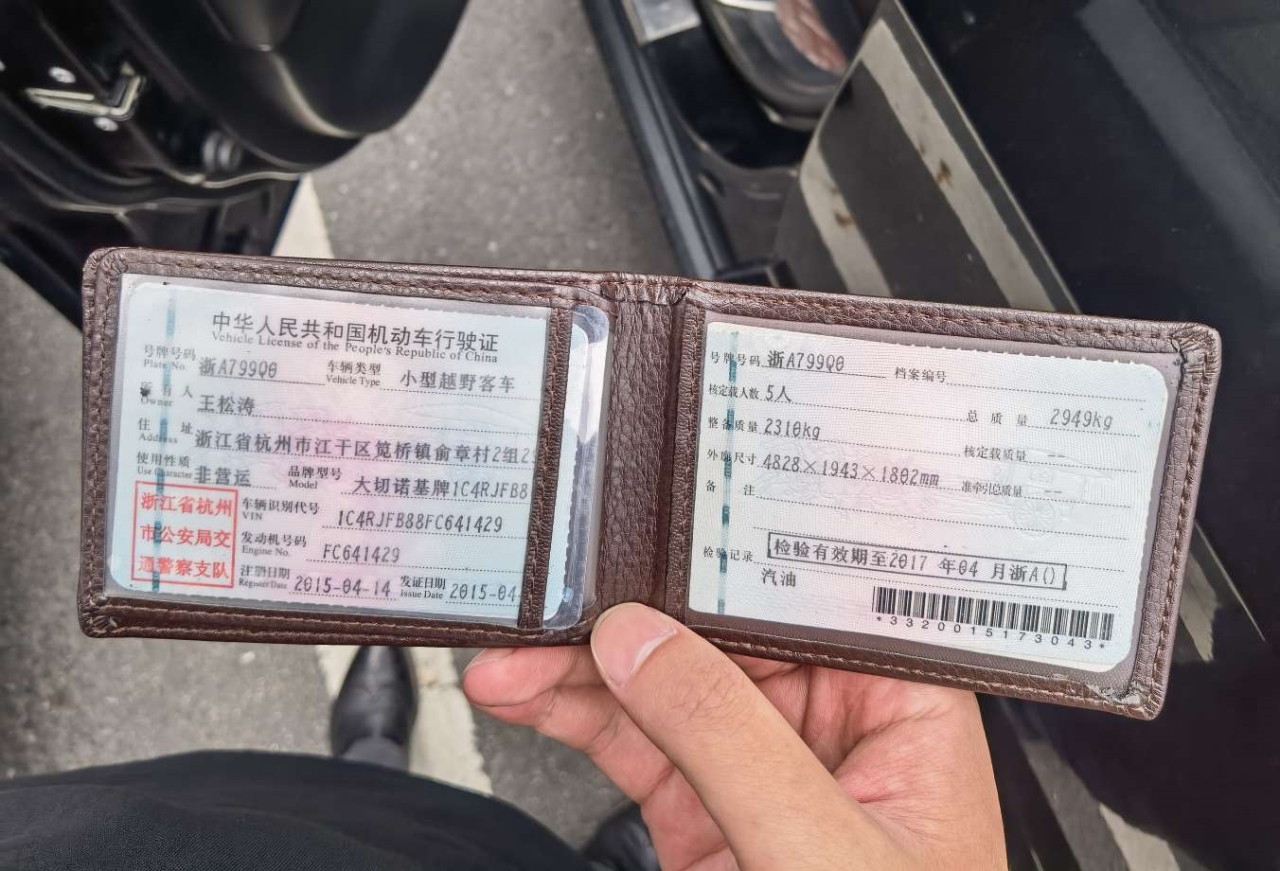 中华人民共和国机动车行驶证
Vehicle License of the People's Republic of China
号牌号码 浙A799Q0 车辆类型 小型越野客车
Plate No. Vehicle Type
所有人 王松涛
Owner
住址 浙江省杭州市江干区笕桥镇俞章村2组2
Address
使用性质 非营运 品牌型号 大切诺基牌1C4RJFB8
Use Character Model
浙江省杭州
市公安局交
通警察支队
车辆识别代号 1C4RJFB88FC641429
VIN
发动机号码 FC641429
Engine No.
注册日期 2015-04-14 发证日期 2015-04-
Register Date Issue Date
号牌号码 浙A799Q0 档案编号
核定载人数 5人 总质量 2949kg
整备质量 2310kg 核定载质量 --
外廓尺寸 4828×1943×1802mm 准牵引总质量 --
备注
检验记录 检验有效期至2017年04月浙A()
汽油
*3320015173043*